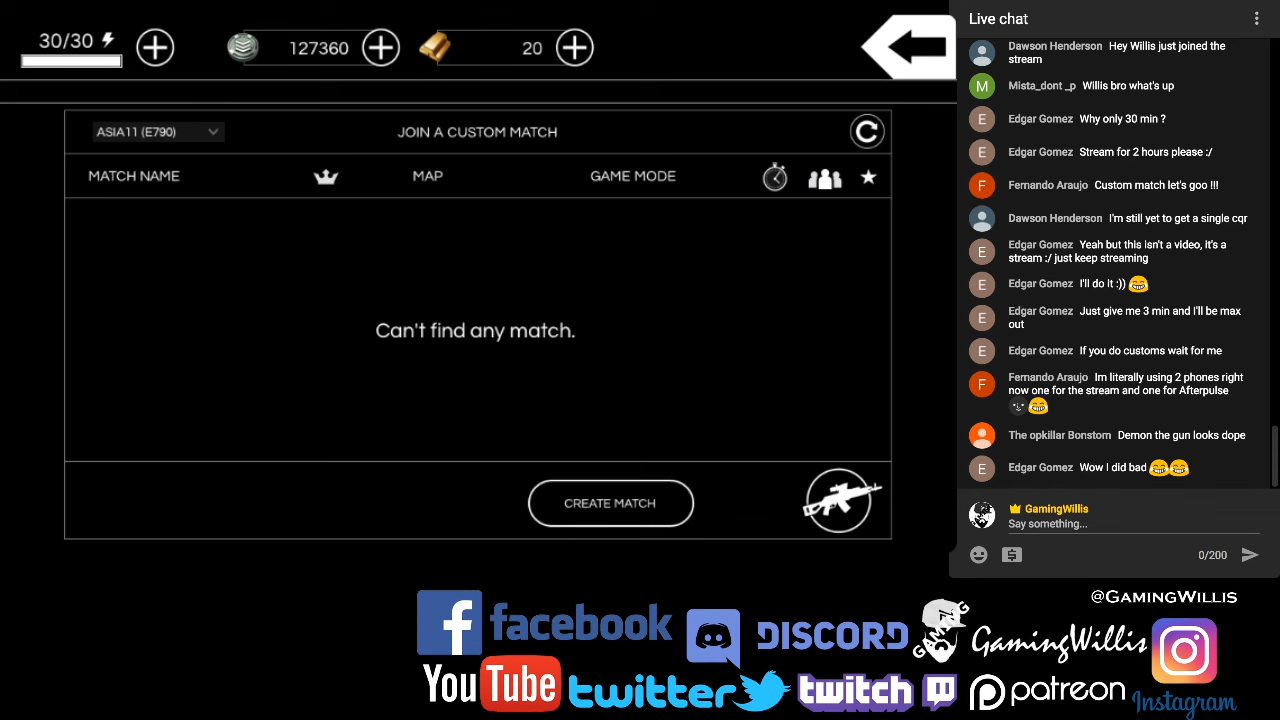 30/30
127360
20
ASIA11 (E790)
JOIN A CUSTOM MATCH
MATCH NAME
MAP
GAME MODE
Can't find any match.
CREATE MATCH
Live chat
Dawson Henderson Hey Willis just joined the
stream
M
Mista_dont _p Willis bro what's up
E
Edgar Gomez Why only 30 min ?
E
Edgar Gomez Stream for 2 hours please :/
F
Fernando Araujo Custom match let's goo !!!
Dawson Henderson I'm still yet to get a single cqr
E
Edgar Gomez Yeah but this isn't a video, it's a
stream :/ just keep streaming
E
Edgar Gomez I'll do It :)) 😂
E
Edgar Gomez Just give me 3 min and I'll be max
out
E
Edgar Gomez If you do customs wait for me
F
Fernando Araujo Im literally using 2 phones right
now one for the stream and one for Afterpulse
🌚😂
The opkillar Bonstom Demon the gun looks dope
E
Edgar Gomez Wow I did bad 😂😂
GamingWillis
Say something...
0/200
@GamingWillis
f facebook
DISCORD
GAMING
GamingWillis
YouTube
twitter
twitch
patreon
Instagram